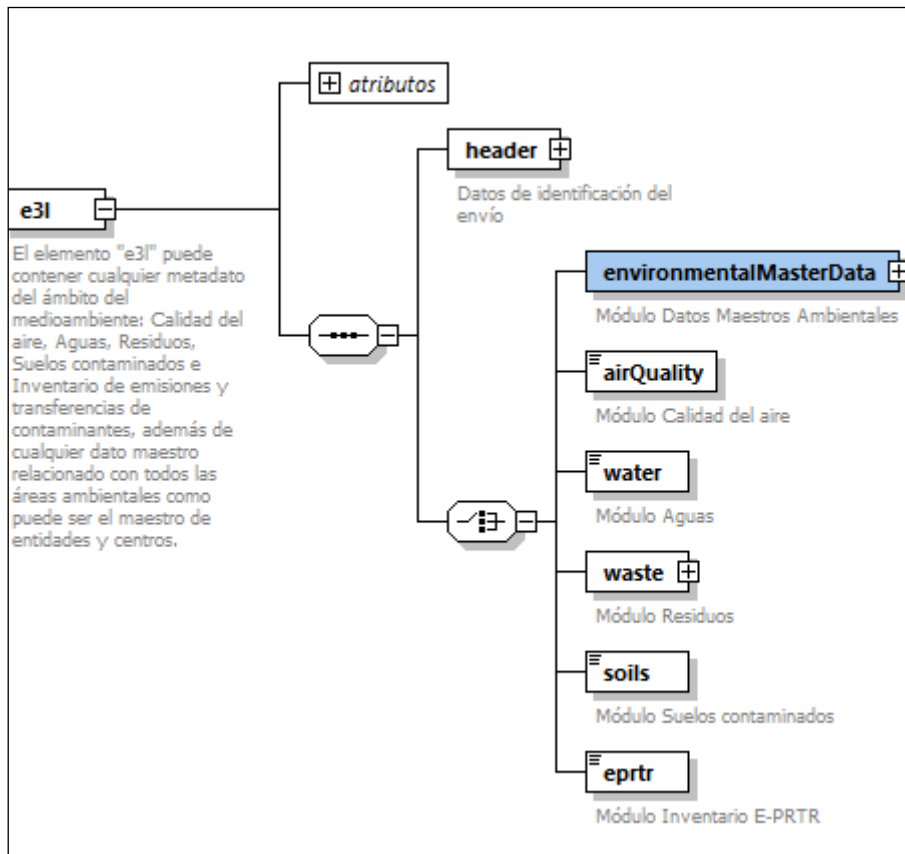 atributos
header
Datos de identificación del
envío
e3l
El elemento "e3l" puede
contener cualquier metadato
del ámbito del
medioambiente: Calidad del
aire, Aguas, Residuos,
Suelos contaminados e
Inventario de emisiones y
transferencias de
contaminantes, además de
cualquier dato maestro
relacionado con todos las
áreas ambientales como
puede ser el maestro de
entidades y centros.
environmentalMasterData
Módulo Datos Maestros Ambientales
airQuality
Módulo Calidad del aire
water
Módulo Aguas
waste
Módulo Residuos
soils
Módulo Suelos contaminados
eprtr
Módulo Inventario E-PRTR